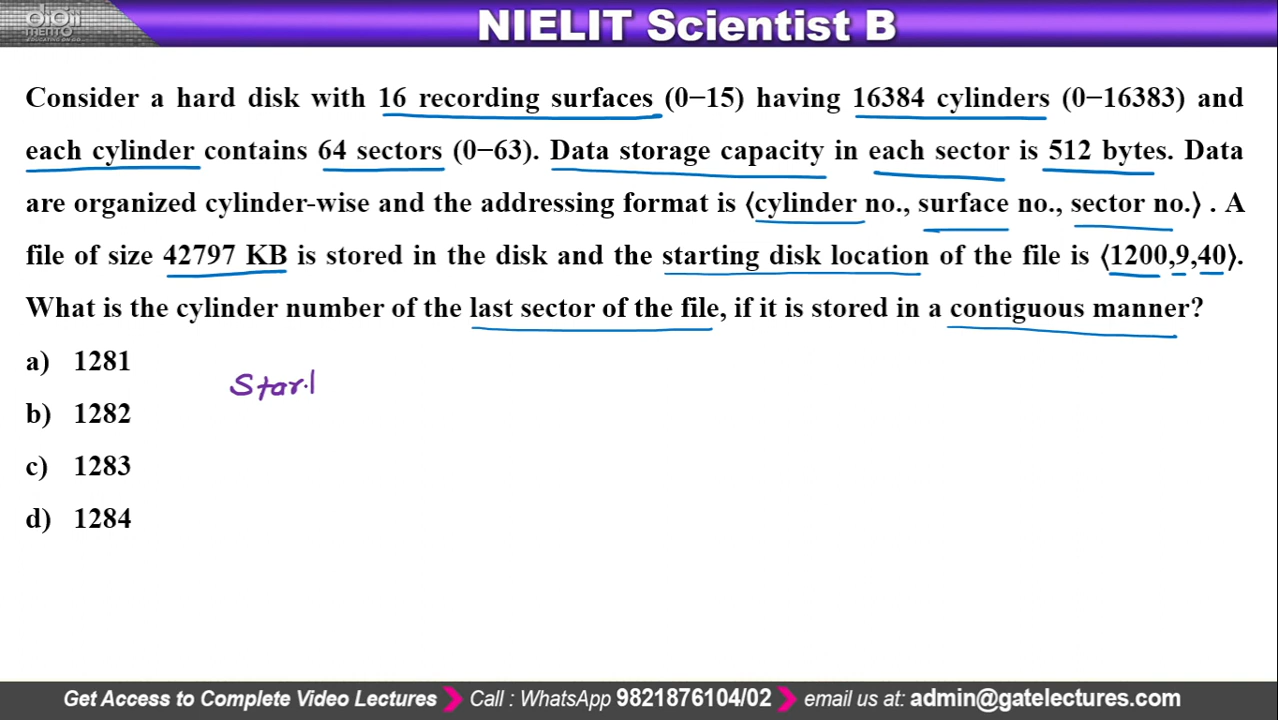 digii
MENTO
EDUCATING ON GO
NIELIT Scientist B
Consider a hard disk with 16 recording surfaces (0−15) having 16384 cylinders (0−16383) and
each cylinder contains 64 sectors (0−63). Data storage capacity in each sector is 512 bytes. Data
are organized cylinder-wise and the addressing format is ⟨cylinder no., surface no., sector no.⟩ . A
file of size 42797 KB is stored in the disk and the starting disk location of the file is ⟨1200,9,40⟩.
What is the cylinder number of the last sector of the file, if it is stored in a contiguous manner?
a) 1281
Start
b) 1282
c) 1283
d) 1284
Get Access to Complete Video Lectures Call : WhatsApp 9821876104/02 email us at: admin@gatelectures.com